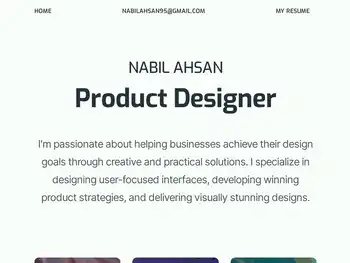 HOME NABILAHSAN95@GMAIL.COM MY RESUME
NABIL AHSAN
Product Designer
I'm passionate about helping businesses achieve their design
goals through creative and practical solutions. I specialize in
designing user-focused interfaces, developing winning
product strategies, and delivering visually stunning designs.